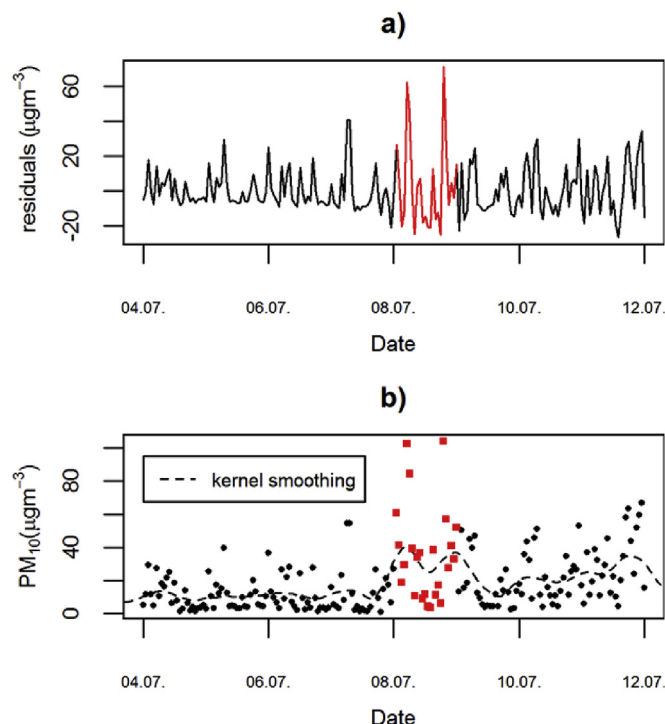 a)
residuals (μgm⁻³)
60
20
-20
04.07. 06.07. 08.07. 10.07. 12.07.
Date
b)
PM₁₀(μgm⁻³)
80
40
0
kernel smoothing
04.07. 06.07. 08.07. 10.07. 12.07.
Date